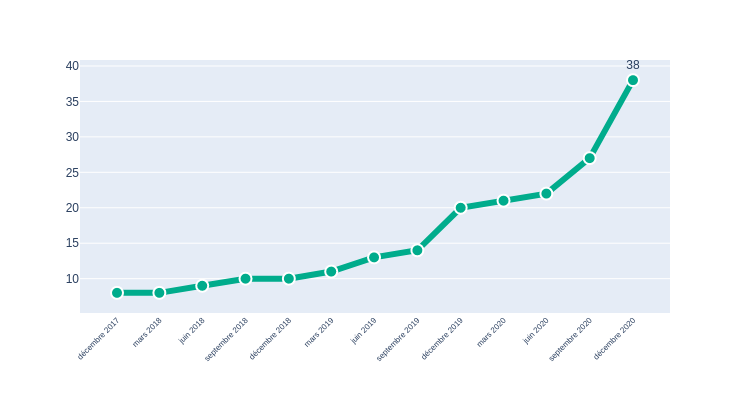 38
40
35
30
25
20
15
10
décembre 2017
mars 2018
juin 2018
septembre 2018
décembre 2018
mars 2019
juin 2019
septembre 2019
décembre 2019
mars 2020
juin 2020
septembre 2020
décembre 2020